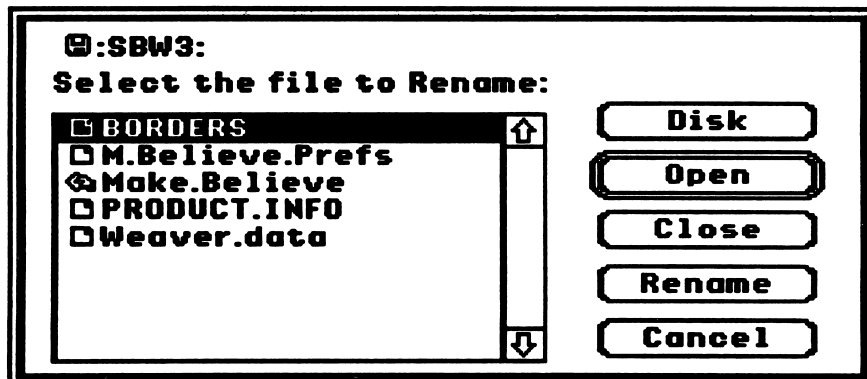 :SBW3:
Select the file to Rename:
BORDERS
M.Believe.Prefs
Make.Believe
PRODUCT.INFO
Weaver.data
Disk
Open
Close
Rename
Cancel